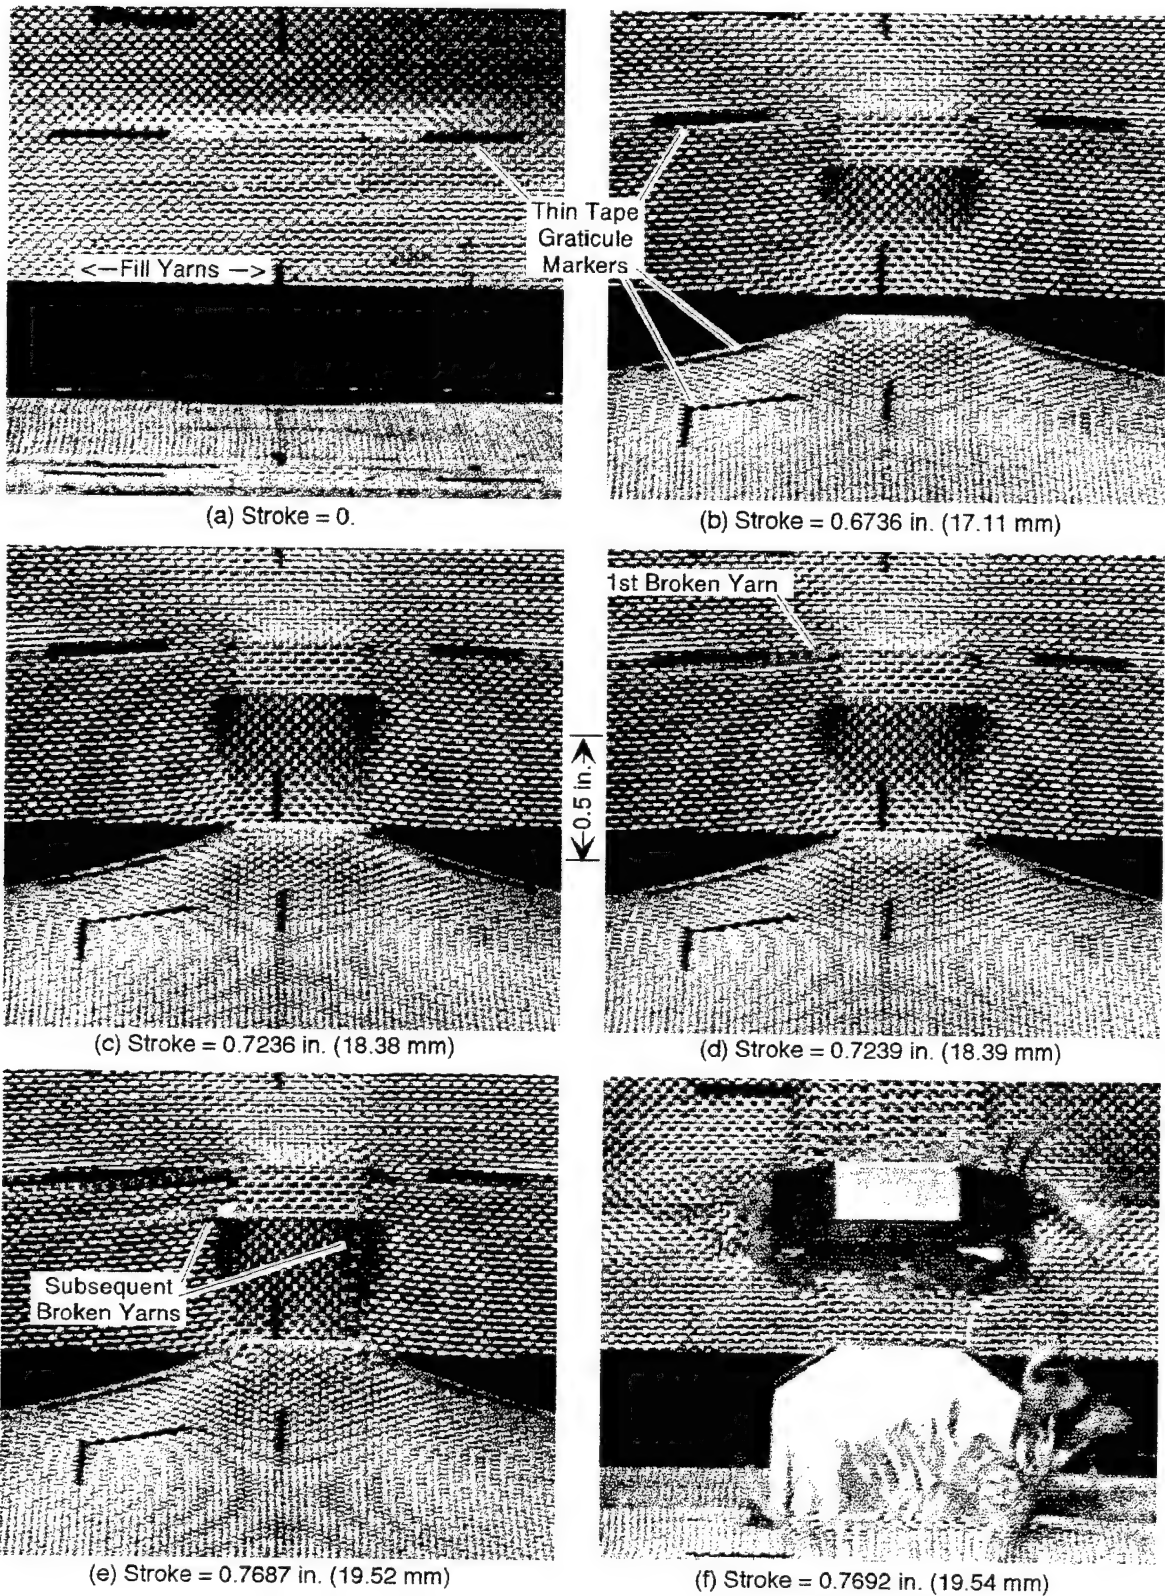 <—Fill Yarns —>
Thin Tape
Graticule
Markers
(a) Stroke = 0.
(b) Stroke = 0.6736 in. (17.11 mm)
1st Broken Yarn
0.5 in.
(c) Stroke = 0.7236 in. (18.38 mm)
(d) Stroke = 0.7239 in. (18.39 mm)
Subsequent
Broken Yarns
(e) Stroke = 0.7687 in. (19.52 mm)
(f) Stroke = 0.7692 in. (19.54 mm)